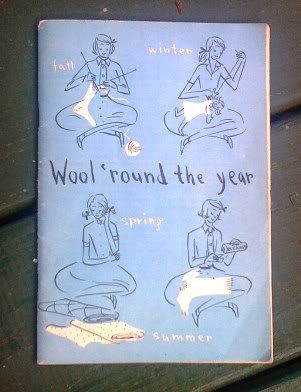 fall
winter
Wool 'round the year
spring
summer